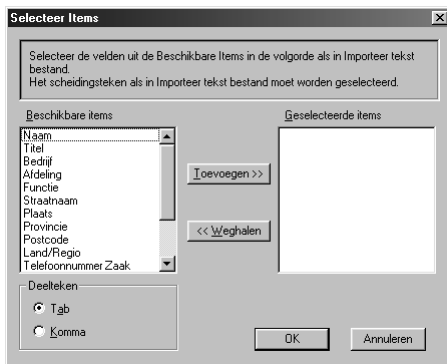 Selecteer Items
Selecteer de velden uit de Beschikbare Items in de volgorde als in Importeer tekst
bestand.
Het scheidingsteken als in Importeer tekst bestand moet worden geselecteerd.
Beschikbare items
Geselecteerde items
Naam
Titel
Bedrijf
Afdeling
Functie
Straatnaam
Plaats
Provincie
Postcode
Land/Regio
Telefoonnummer Zaak
Toevoegen >>
<< Weghalen
Deelteken
Tab
Komma
OK
Annuleren